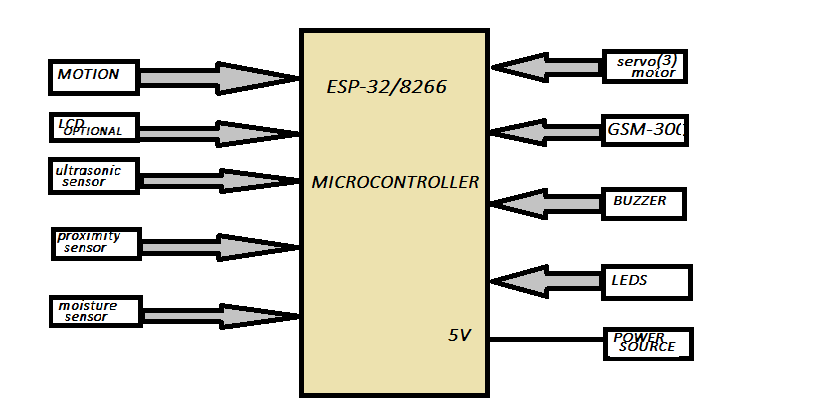 MOTION
LCD
OPTIONAL
ultrasonic
sensor
proximity
sensor
moisture
sensor
ESP-32/8266
MICROCONTROLLER
5V
servo(3)
motor
GSM-300
BUZZER
LEDS
POWER
SOURCE